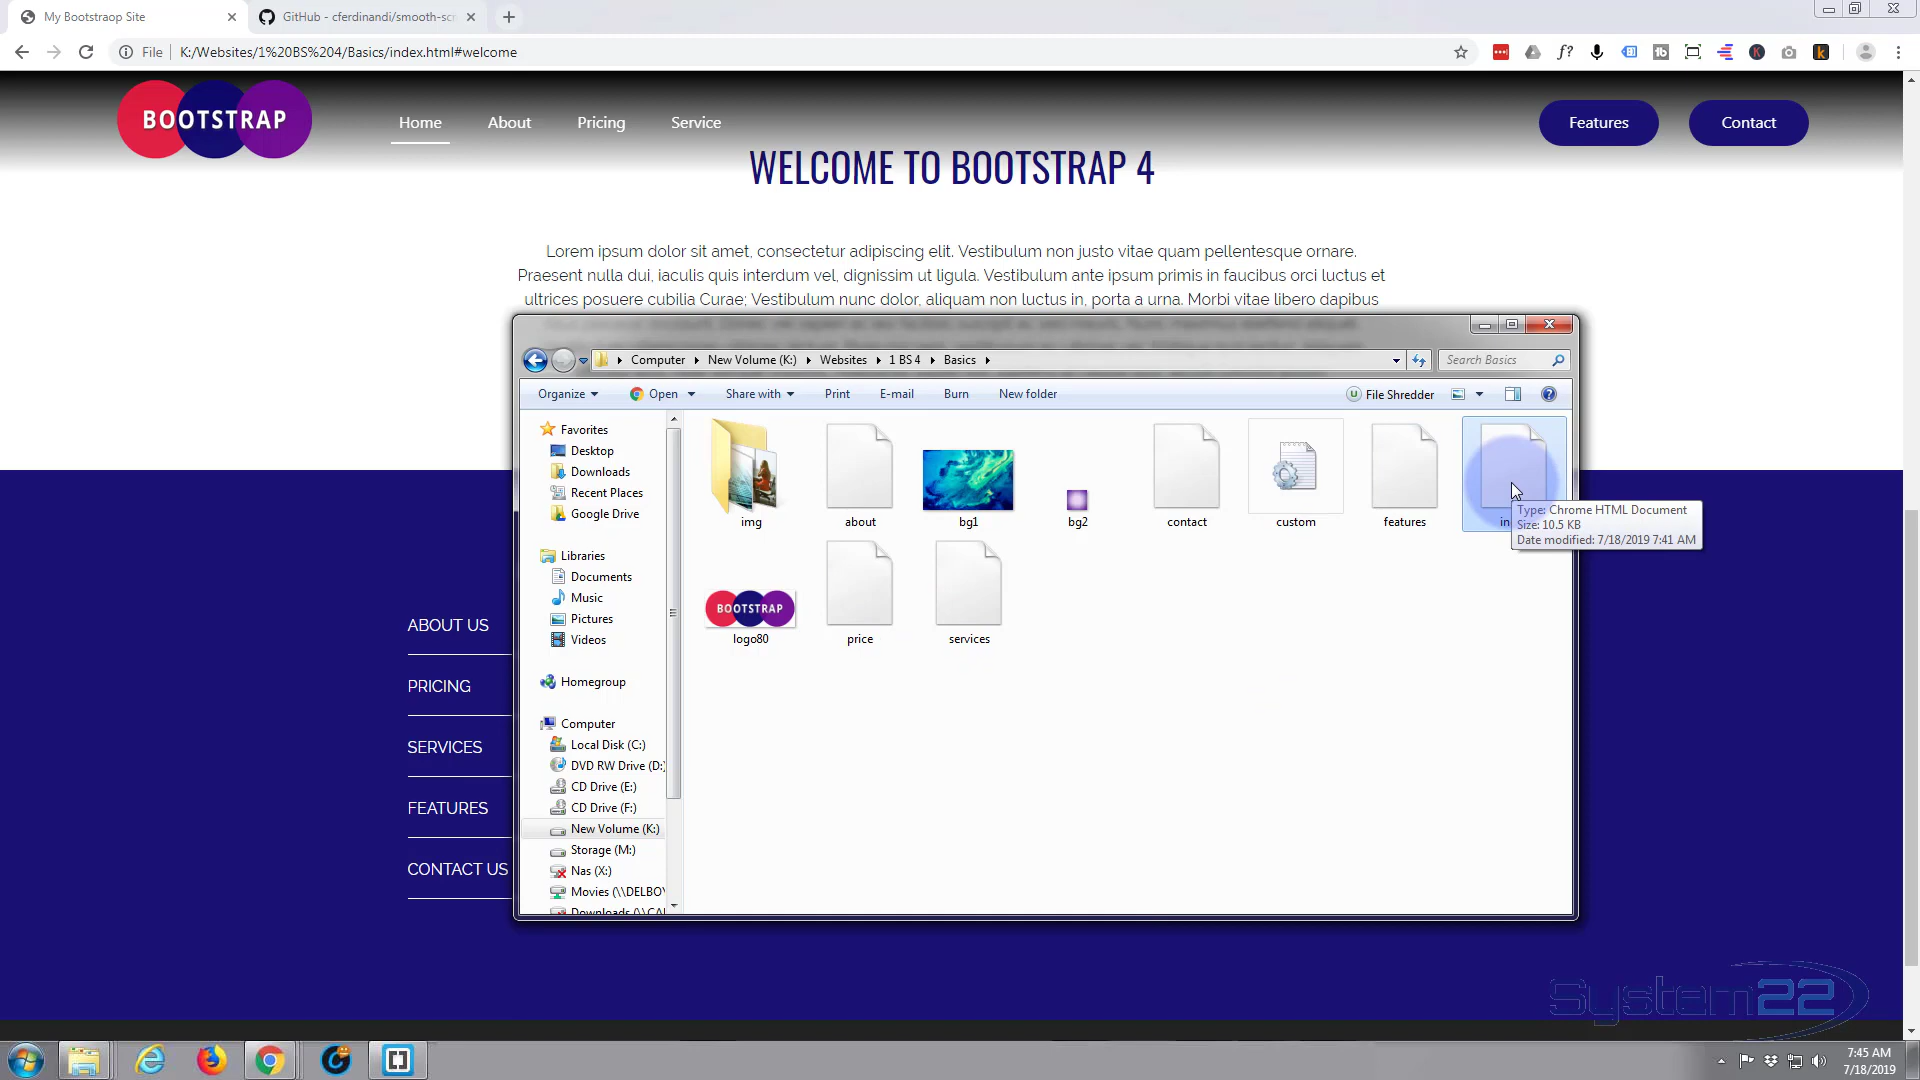 My Bootstraop Site
GitHub - cferdinandi/smooth-scr
File
K:/Websites/1%20BS%204/Basics/index.html#welcome
BOOTSTRAP
Home
About
Pricing
Service
Features
Contact
WELCOME TO BOOTSTRAP 4
Lorem ipsum dolor sit amet, consectetur adipiscing elit. Vestibulum non justo vitae quam pellentesque ornare.
Praesent nulla dui, iaculis quis interdum vel, dignissim ut ligula. Vestibulum ante ipsum primis in faucibus orci luctus et
ultrices posuere cubilia Curae; Vestibulum nunc dolor, aliquam non luctus in, porta a urna. Morbi vitae libero dapibus
Computer
New Volume (K:)
Websites
1 BS 4
Basics
Search Basics
Organize
Open
Share with
Print
E-mail
Burn
New folder
File Shredder
Favorites
Desktop
Downloads
Recent Places
Google Drive
Libraries
Documents
Music
Pictures
Videos
Homegroup
Computer
Local Disk (C:)
DVD RW Drive (D:)
CD Drive (E:)
CD Drive (F:)
New Volume (K:)
Storage (M:)
Nas (X:)
Movies (\\DELBOY
Downloads (\\CAI
img
about
bg1
bg2
contact
custom
features
in
BOOTSTRAP
logo80
price
services
Type: Chrome HTML Document
Size: 10.5 KB
Date modified: 7/18/2019 7:41 AM
ABOUT US
PRICING
SERVICES
FEATURES
CONTACT US
System22
7:45 AM
7/18/2019